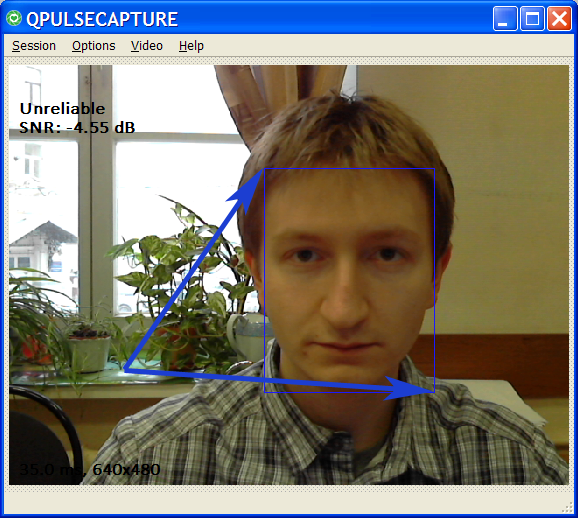 QPULSECAPTURE
Session Options Video Help
Unreliable
SNR: -4.55 dB
35.0 ms, 640x480